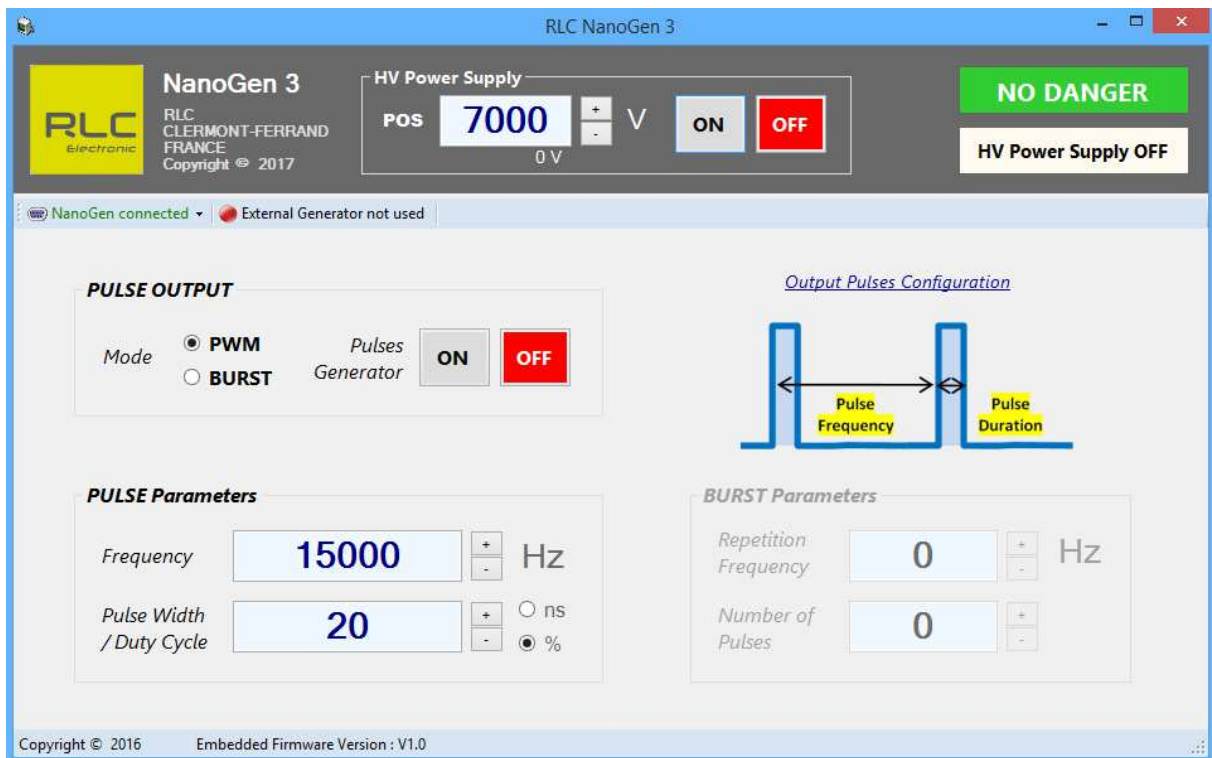 RLC NanoGen 3
RLC
Electronic
NanoGen 3
RLC
CLERMONT-FERRAND
FRANCE
Copyright © 2017
HV Power Supply
POS 7000 + - V ON OFF
0 V
NO DANGER
HV Power Supply OFF
NanoGen connected External Generator not used
PULSE OUTPUT
Mode
PWM
BURST
Pulses
Generator
ON OFF
Output Pulses Configuration
Pulse
Frequency
Pulse
Duration
PULSE Parameters
Frequency 15000 + - Hz
Pulse Width
/ Duty Cycle
20 + -
ns
%
BURST Parameters
Repetition
Frequency
0 + - Hz
Number of
Pulses
0 + -
Copyright © 2016 Embedded Firmware Version : V1.0